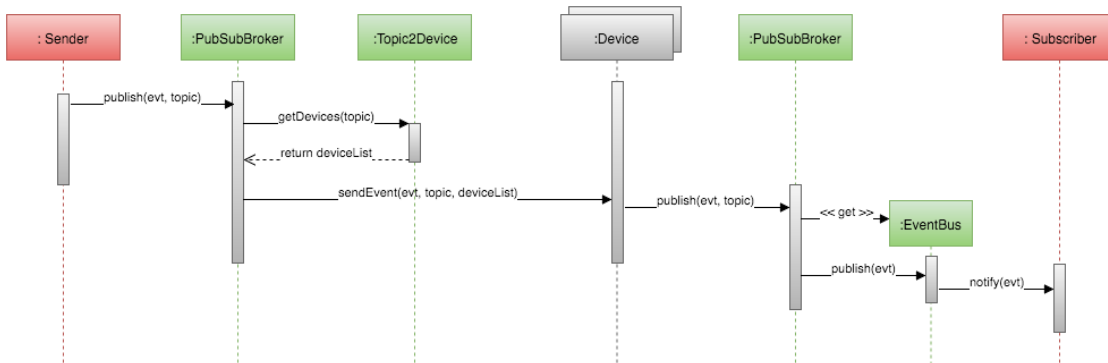 : Sender
:PubSubBroker
:Topic2Device
:Device
:PubSubBroker
: Subscriber
publish(evt, topic)
getDevices(topic)
return deviceList
sendEvent(evt, topic, deviceList)
publish(evt, topic)
<< get >>
:EventBus
publish(evt)
notify(evt)